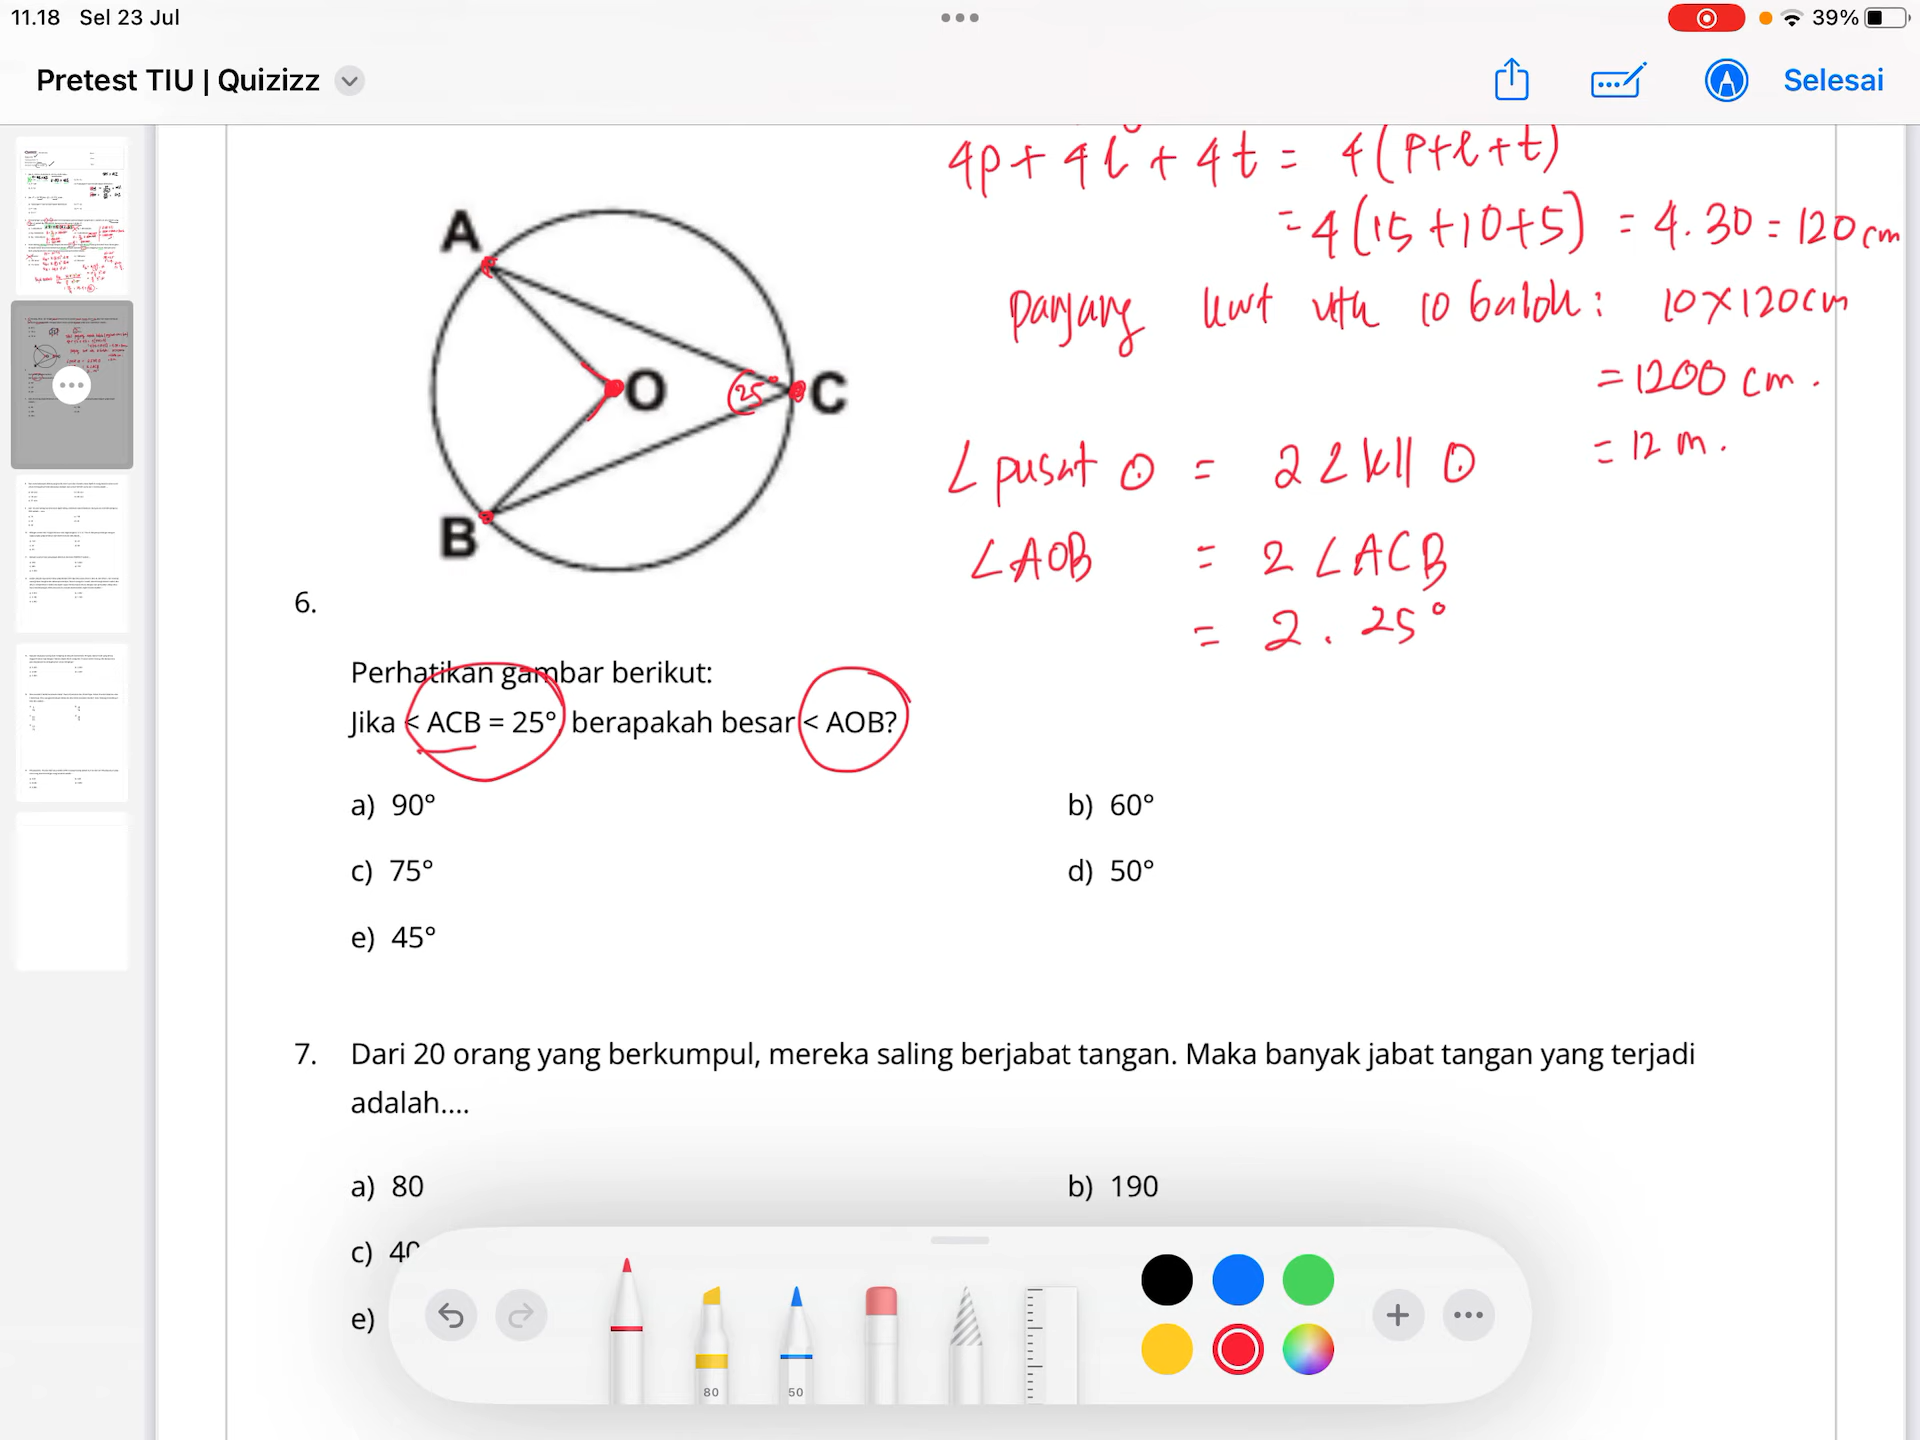 11.18 Sel 23 Jul
39%
Pretest TIU | Quizizz
Selesai
4p + 4l + 4t = 4(p+l+t)
= 4(15+10+5) = 4.30 = 120 cm
Panjang kwt utk 10 balok : 10 x 120 cm
= 1200 cm.
= 12 m.
A
O
25°
C
B
∠ pusat ⊙ = 2 ∠ kll ⊙
∠AOB = 2 ∠ACB
= 2 . 25°
6.
Perhatikan gambar berikut:
Jika < ACB = 25° berapakah besar < AOB?
a) 90°
b) 60°
c) 75°
d) 50°
e) 45°
7. Dari 20 orang yang berkumpul, mereka saling berjabat tangan. Maka banyak jabat tangan yang terjadi
adalah....
a) 80
b) 190
c) 40
e)
80
50